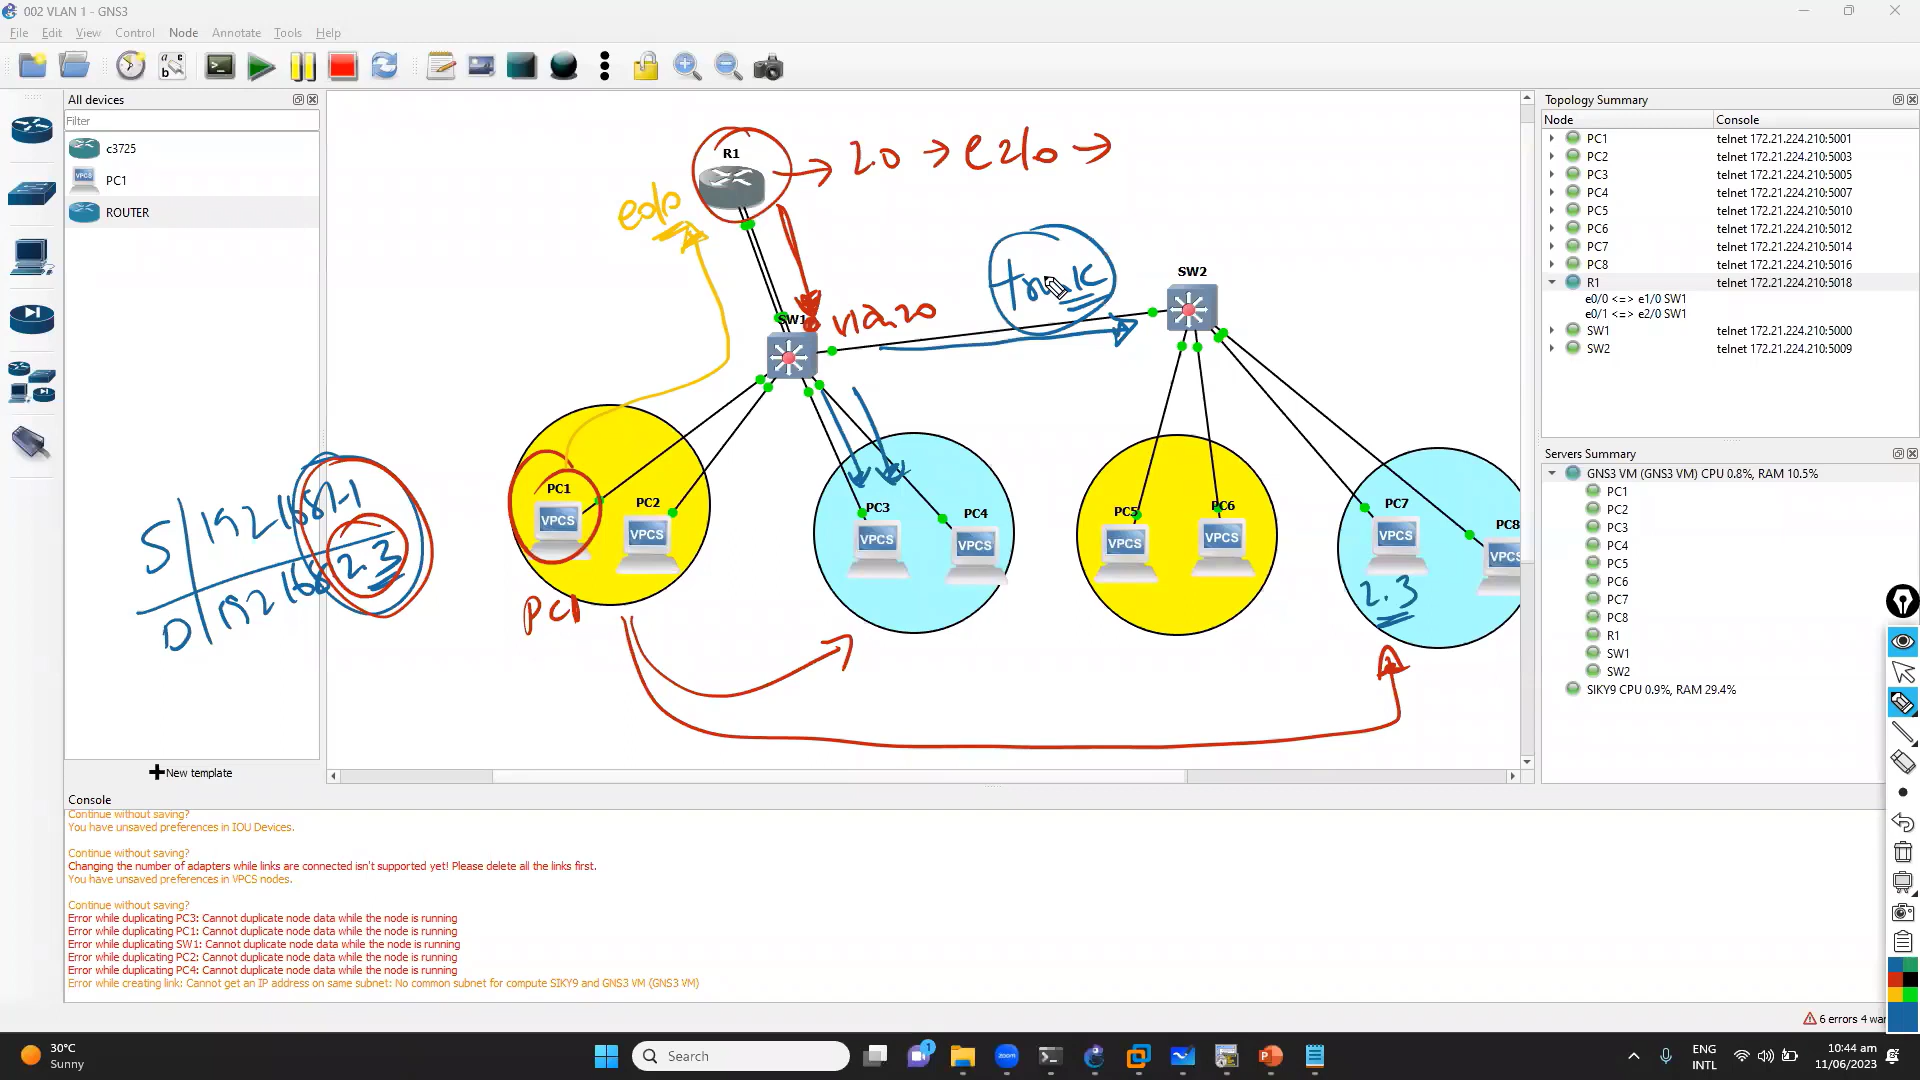 002 VLAN 1 - GNS3
File Edit View Control Node Annotate Tools Help
All devices
Filter
c3725
VPCS PC1
ROUTER
New template
R1
20 → e2/0 →
e0/0
trunk
SW2
SW1
vlan 20
PC1
VPCS
PC2
VPCS
PC3
VPCS
PC4
VPCS
PC5
VPCS
PC6
VPCS
PC7
VPCS
PC8
VPCS
2.3
PC1
S 192 168 1.1
D 192 168 2.3
Topology Summary
Node Console
PC1 telnet 172.21.224.210:5001
PC2 telnet 172.21.224.210:5003
PC3 telnet 172.21.224.210:5005
PC4 telnet 172.21.224.210:5007
PC5 telnet 172.21.224.210:5010
PC6 telnet 172.21.224.210:5012
PC7 telnet 172.21.224.210:5014
PC8 telnet 172.21.224.210:5016
R1 telnet 172.21.224.210:5018
e0/0 <=> e1/0 SW1
e0/1 <=> e2/0 SW1
SW1 telnet 172.21.224.210:5000
SW2 telnet 172.21.224.210:5009
Servers Summary
GNS3 VM (GNS3 VM) CPU 0.8%, RAM 10.5%
PC1
PC2
PC3
PC4
PC5
PC6
PC7
PC8
R1
SW1
SW2
SIKY9 CPU 0.9%, RAM 29.4%
Console
Continue without saving?
You have unsaved preferences in IOU Devices.
Continue without saving?
Changing the number of adapters while links are connected isn't supported yet! Please delete all the links first.
You have unsaved preferences in VPCS nodes.
Continue without saving?
Error while duplicating PC3: Cannot duplicate node data while the node is running
Error while duplicating PC1: Cannot duplicate node data while the node is running
Error while duplicating SW1: Cannot duplicate node data while the node is running
Error while duplicating PC2: Cannot duplicate node data while the node is running
Error while duplicating PC4: Cannot duplicate node data while the node is running
Error while creating link: Cannot get an IP address on same subnet: No common subnet for compute SIKY9 and GNS3 VM (GNS3 VM)
6 errors 4 war
30°C
Sunny
Search
1
zoom
ENG
INTL
10:44 am
11/06/2023